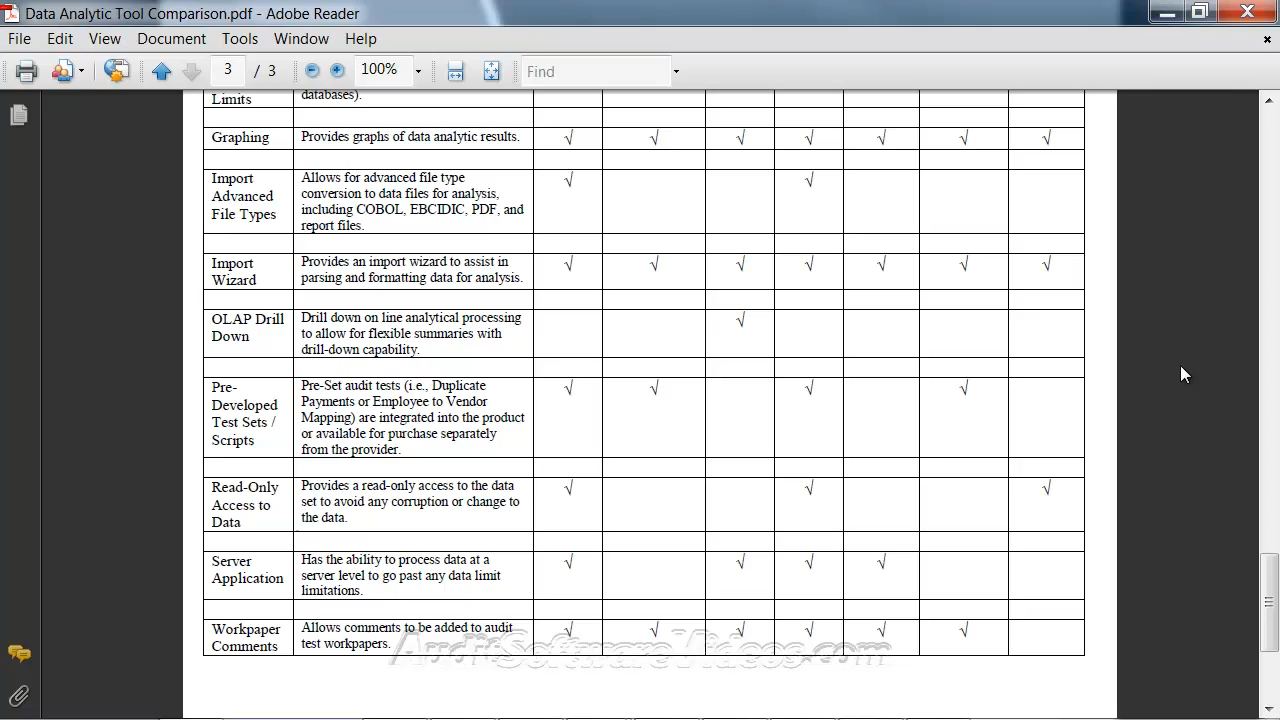 Data Analytic Tool Comparison.pdf - Adobe Reader
File Edit View Document Tools Window Help
3 / 3 100% Find
Limits databases).
Graphing Provides graphs of data analytic results. √ √ √ √ √ √ √
Import Allows for advanced file type √ √
Advanced conversion to data files for analysis,
File Types including COBOL, EBCIDIC, PDF, and
report files.
Import Provides an import wizard to assist in √ √ √ √ √ √ √
Wizard parsing and formatting data for analysis.
OLAP Drill Drill down on line analytical processing √
Down to allow for flexible summaries with
drill-down capability.
Pre- Pre-Set audit tests (i.e., Duplicate √ √ √ √
Developed Payments or Employee to Vendor
Test Sets / Mapping) are integrated into the product
Scripts or available for purchase separately
from the provider.
Read-Only Provides a read-only access to the data √ √ √
Access to set to avoid any corruption or change to
Data the data.
Server Has the ability to process data at a √ √ √ √
Application server level to go past any data limit
limitations.
Workpaper Allows comments to be added to audit √ √ √ √ √ √
Comments test workpapers.
AuditSoftwareVideos.com